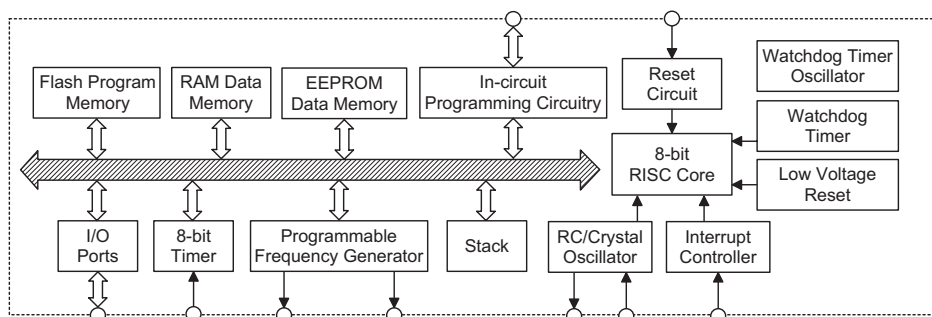 Flash Program
Memory
RAM Data
Memory
EEPROM
Data Memory
In-circuit
Programming Circuitry
Reset
Circuit
Watchdog Timer
Oscillator
Watchdog
Timer
8-bit
RISC Core
Low Voltage
Reset
I/O
Ports
8-bit
Timer
Programmable
Frequency Generator
Stack
RC/Crystal
Oscillator
Interrupt
Controller